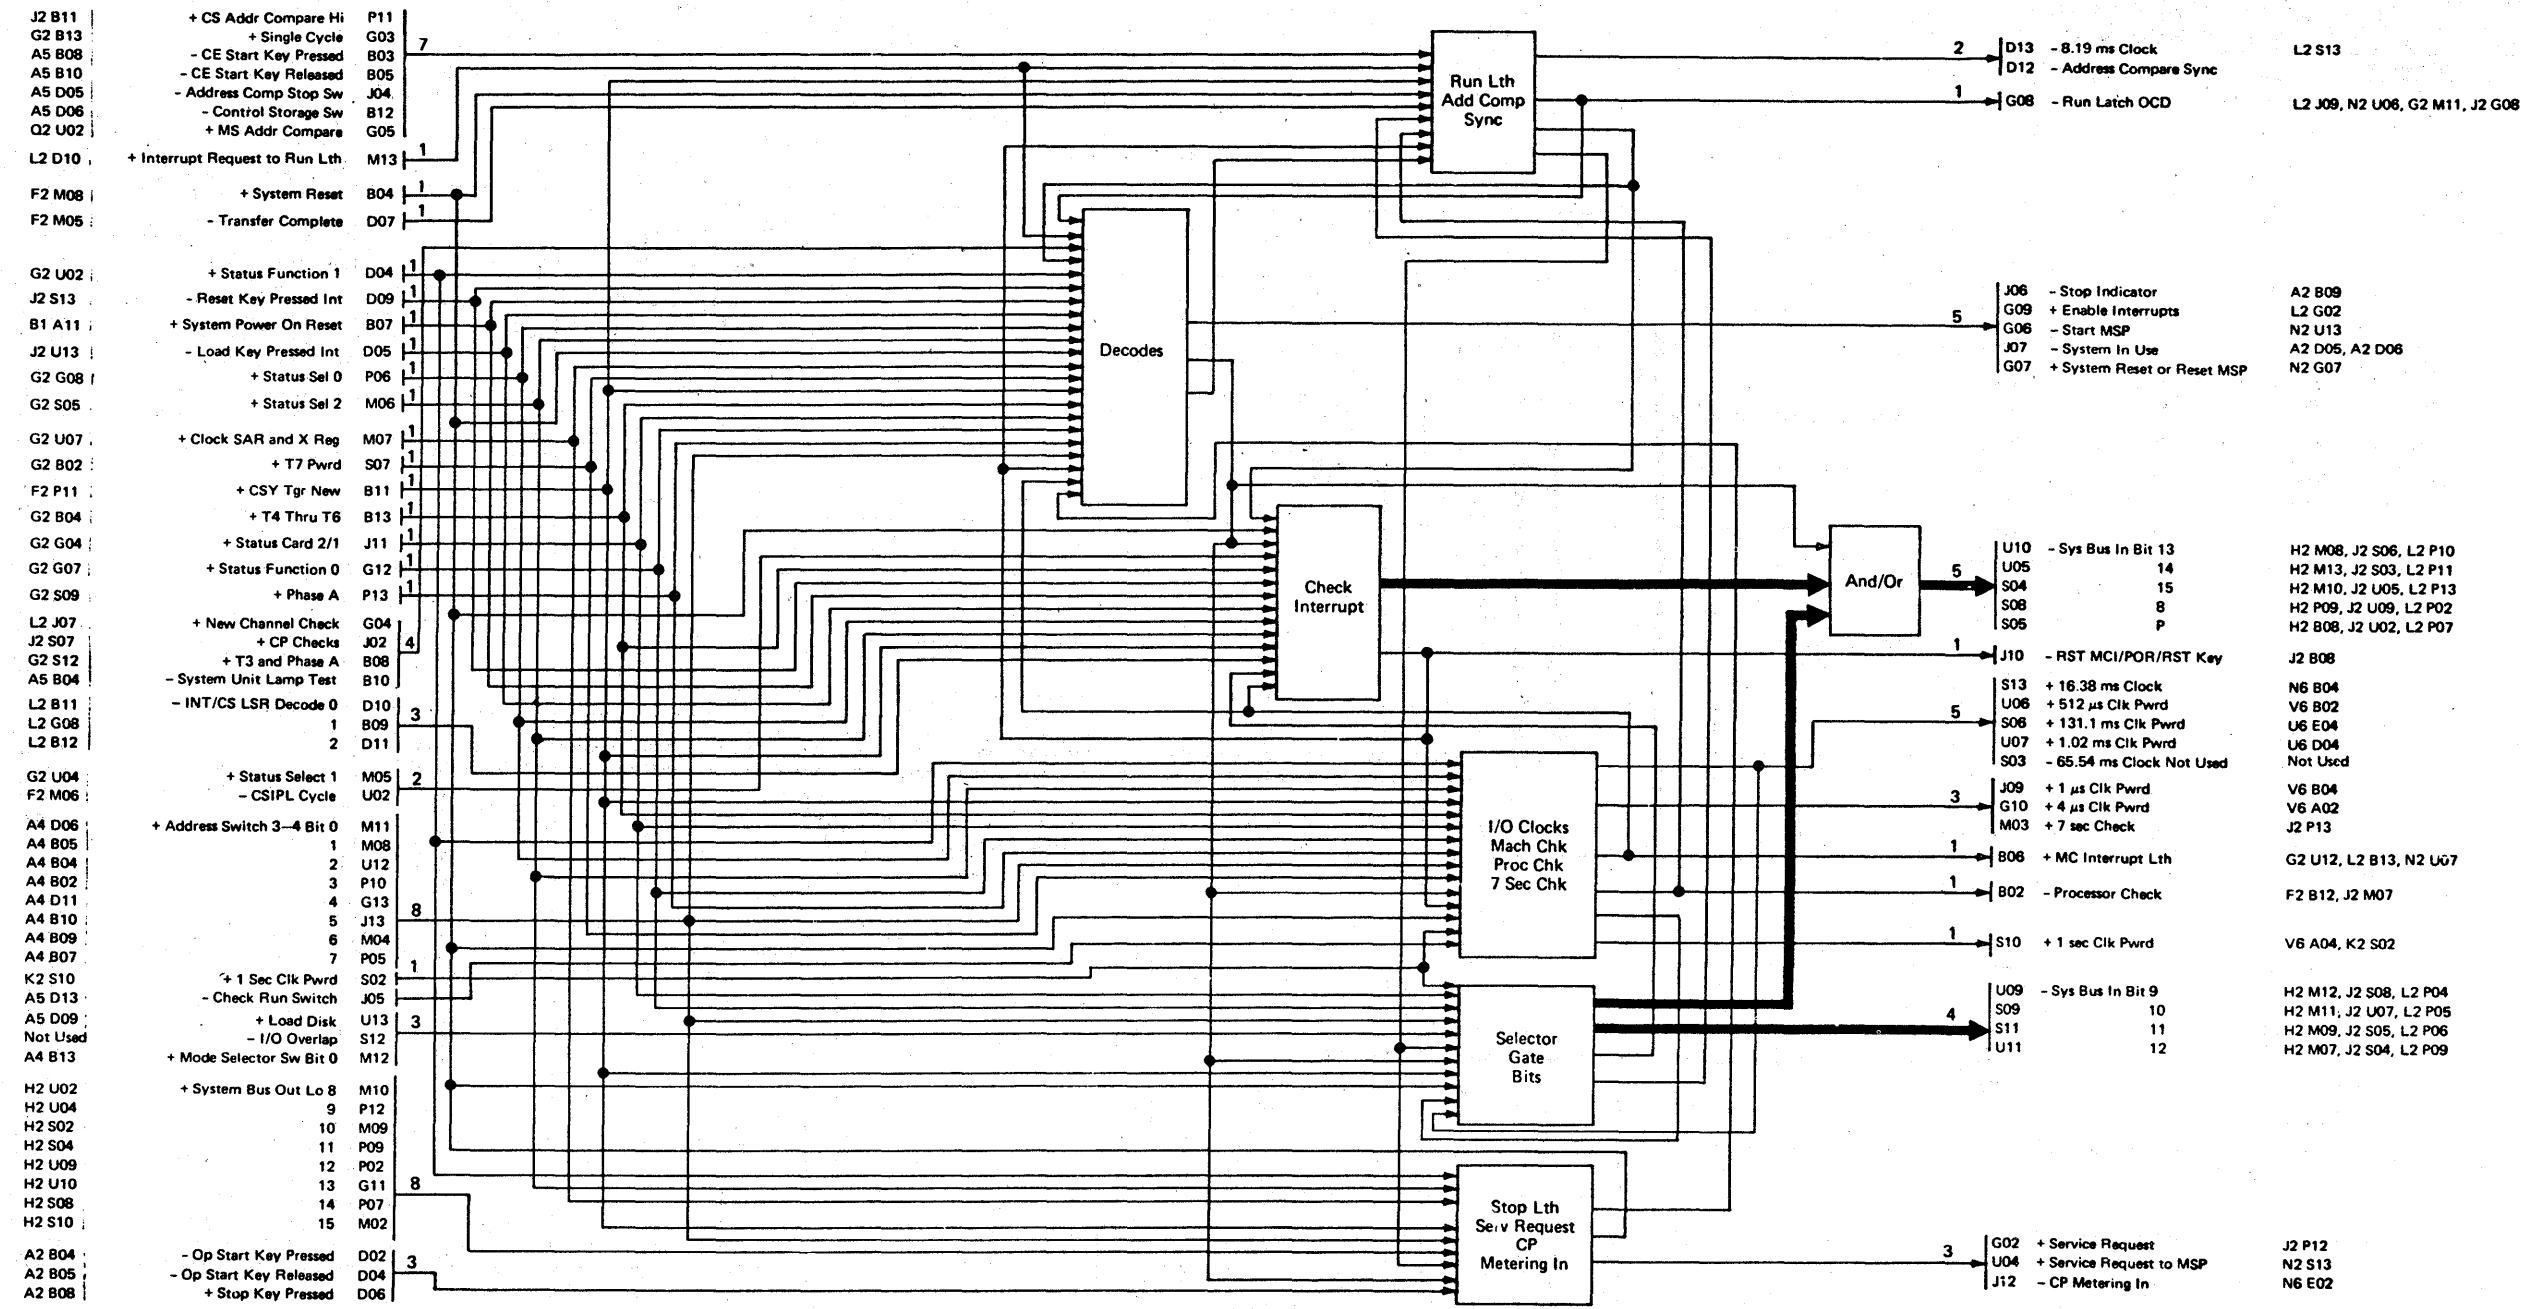 J2 B11 + CS Addr Compare Hi P11
G2 B13 + Single Cycle G03
A5 B08 - CE Start Key Pressed B03 7
A5 B10 - CE Start Key Released B05
A5 D05 - Address Comp Stop Sw J04
A5 D06 - Control Storage Sw B12
Q2 U02 + MS Addr Compare G05
L2 D10 + Interrupt Request to Run Lth M13 1
F2 M08 + System Reset B04 1
F2 M05 - Transfer Complete D07 1
G2 U02 + Status Function 1 D04 1
J2 S13 - Reset Key Pressed Int D09 1
B1 A11 + System Power On Reset B07 1
J2 U13 - Load Key Pressed Int D05 1
G2 G08 + Status Sel 0 P06 1
G2 S05 + Status Sel 2 M06 1
G2 U07 + Clock SAR and X Reg M07 1
G2 B02 + T7 Pwrd S07 1
F2 P11 + CSY Tgr New B11 1
G2 B04 + T4 Thru T6 B13 1
G2 G04 + Status Card 2/1 J11 1
G2 G07 + Status Function 0 G12 1
G2 S09 + Phase A P13 1
L2 J07 + New Channel Check G04
J2 S07 + CP Checks J02 4
G2 S12 + T3 and Phase A B08
A5 B04 - System Unit Lamp Test B10
L2 B11 - INT/CS LSR Decode 0 D10
L2 G08 1 B09 3
L2 B12 2 D11
G2 U04 + Status Select 1 M05 2
F2 M06 - CSIPL Cycle U02
A4 D06 + Address Switch 3-4 Bit 0 M11
A4 B05 1 M08
A4 B04 2 U12
A4 B02 3 P10
A4 D11 4 G13
A4 B10 5 J13 8
A4 B09 6 M04
A4 B07 7 P05
K2 S10 + 1 Sec Clk Pwrd S02 1
A5 D13 - Check Run Switch J05
A5 D09 + Load Disk U13 3
Not Used - I/O Overlap S12
A4 B13 + Mode Selector Sw Bit 0 M12
H2 U02 + System Bus Out Lo 8 M10
H2 U04 9 P12
H2 S02 10 M09
H2 S04 11 P09
H2 U09 12 P02
H2 U10 13 G11 8
H2 S08 14 P07
H2 S10 15 M02
A2 B04 - Op Start Key Pressed D02
A2 B05 - Op Start Key Released D04 3
A2 B08 + Stop Key Pressed D06
Run Lth
Add Comp
Sync
Decodes
Check
Interrupt
And/Or
I/O Clocks
Mach Chk
Proc Chk
7 Sec Chk
Selector
Gate
Bits
Stop Lth
Serv Request
CP
Metering In
2 D13 - 8.19 ms Clock L2 S13
D12 - Address Compare Sync
1 G08 - Run Latch OCD L2 J09, N2 U06, G2 M11, J2 G08
J06 - Stop Indicator A2 B09
G09 + Enable Interrupts L2 G02
5 G06 - Start MSP N2 U13
J07 - System In Use A2 D05, A2 D06
G07 + System Reset or Reset MSP N2 G07
U10 - Sys Bus In Bit 13 H2 M08, J2 S06, L2 P10
U05 14 H2 M13, J2 S03, L2 P11
5 S04 15 H2 M10, J2 U05, L2 P13
S08 8 H2 P09, J2 U09, L2 P02
S05 P H2 B08, J2 U02, L2 P07
1 J10 - RST MCI/POR/RST Key J2 B08
S13 + 16.38 ms Clock N6 B04
U06 + 512 μs Clk Pwrd V6 B02
5 S06 + 131.1 ms Clk Pwrd U6 E04
U07 + 1.02 ms Clk Pwrd U6 D04
S03 - 65.54 ms Clock Not Used Not Used
J09 + 1 μs Clk Pwrd V6 B04
3 G10 + 4 μs Clk Pwrd V6 A02
M03 + 7 sec Check J2 P13
1 B06 + MC Interrupt Lth G2 U12, L2 B13, N2 U07
1 B02 - Processor Check F2 B12, J2 M07
1 S10 + 1 sec Clk Pwrd V6 A04, K2 S02
U09 - Sys Bus In Bit 9 H2 M12, J2 S08, L2 P04
S09 10 H2 M11, J2 U07, L2 P05
4 S11 11 H2 M09, J2 S05, L2 P06
U11 12 H2 M07, J2 S04, L2 P09
G02 + Service Request J2 P12
3 U04 + Service Request to MSP N2 S13
J12 - CP Metering In N6 E02